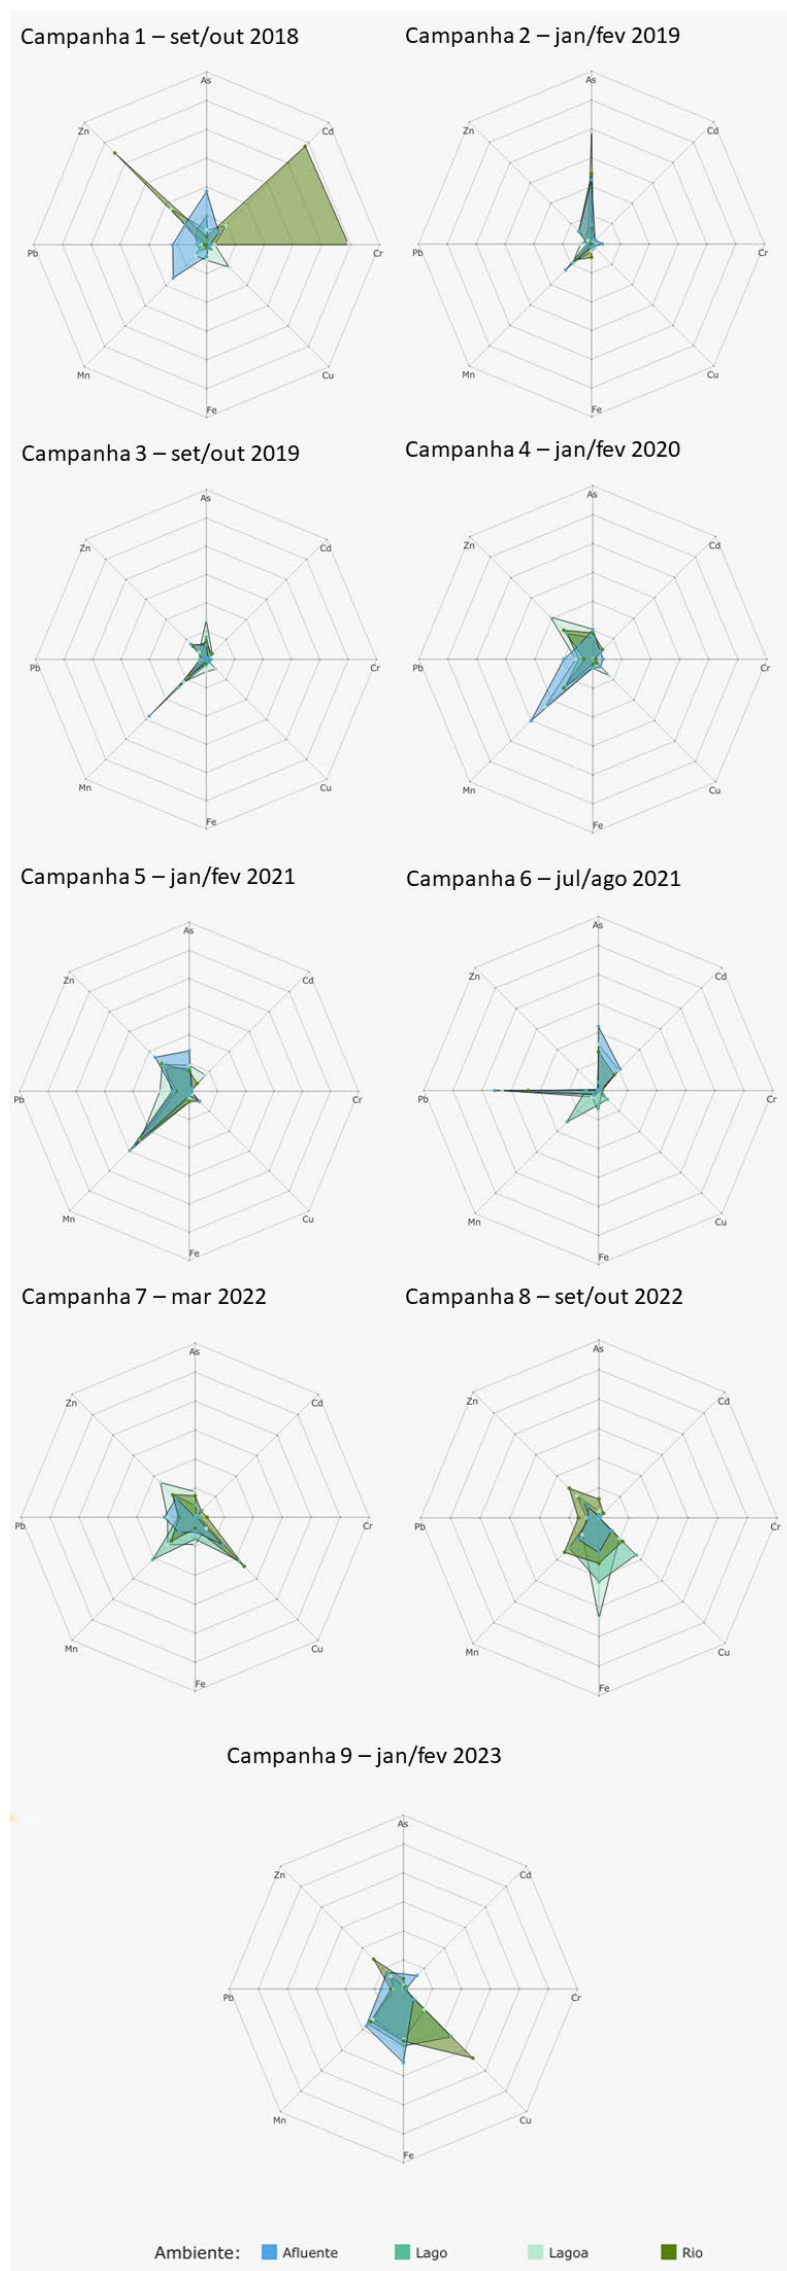 Campanha 1 – set/out 2018
Campanha 2 – jan/fev 2019
As
Zn
Cd
Pb
Cr
Mn
Cu
Fe
As
Zn
Cd
Pb
Cr
Mn
Cu
Fe
Campanha 3 – set/out 2019
Campanha 4 – jan/fev 2020
As
Zn
Cd
Pb
Cr
Mn
Cu
Fe
As
Zn
Cd
Pb
Cr
Mn
Cu
Fe
Campanha 5 – jan/fev 2021
Campanha 6 – jul/ago 2021
As
Zn
Cd
Pb
Cr
Mn
Cu
Fe
As
Zn
Cd
Pb
Cr
Mn
Cu
Fe
Campanha 7 – mar 2022
Campanha 8 – set/out 2022
As
Zn
Cd
Pb
Cr
Mn
Cu
Fe
As
Zn
Cd
Pb
Cr
Mn
Cu
Fe
Campanha 9 – jan/fev 2023
As
Zn
Cd
Pb
Cr
Mn
Cu
Fe
Ambiente: Afluente Lago Lagoa Rio